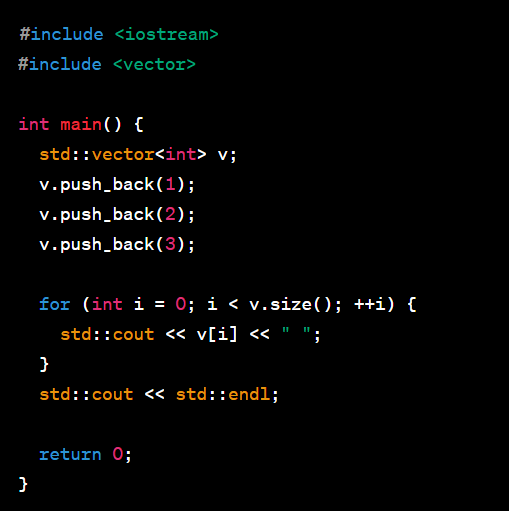 #include <iostream>
#include <vector>

int main() {
  std::vector<int> v;
  v.push_back(1);
  v.push_back(2);
  v.push_back(3);

  for (int i = 0; i < v.size(); ++i) {
    std::cout << v[i] << " ";
  }
  std::cout << std::endl;

  return 0;
}